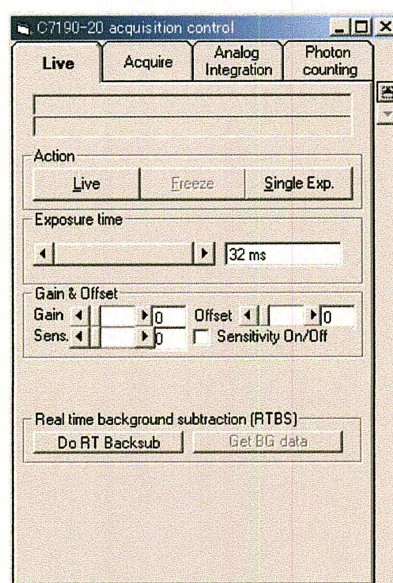 C7190-20 acquisition control
Live Acquire Analog Integration Photon counting
Action
Live Freeze Single Exp.
Exposure time
32 ms
Gain & Offset
Gain 0 Offset 0
Sens. 0 Sensitivity On/Off
Real time background subtraction (RTBS)
Do RT Backsub Get BG data